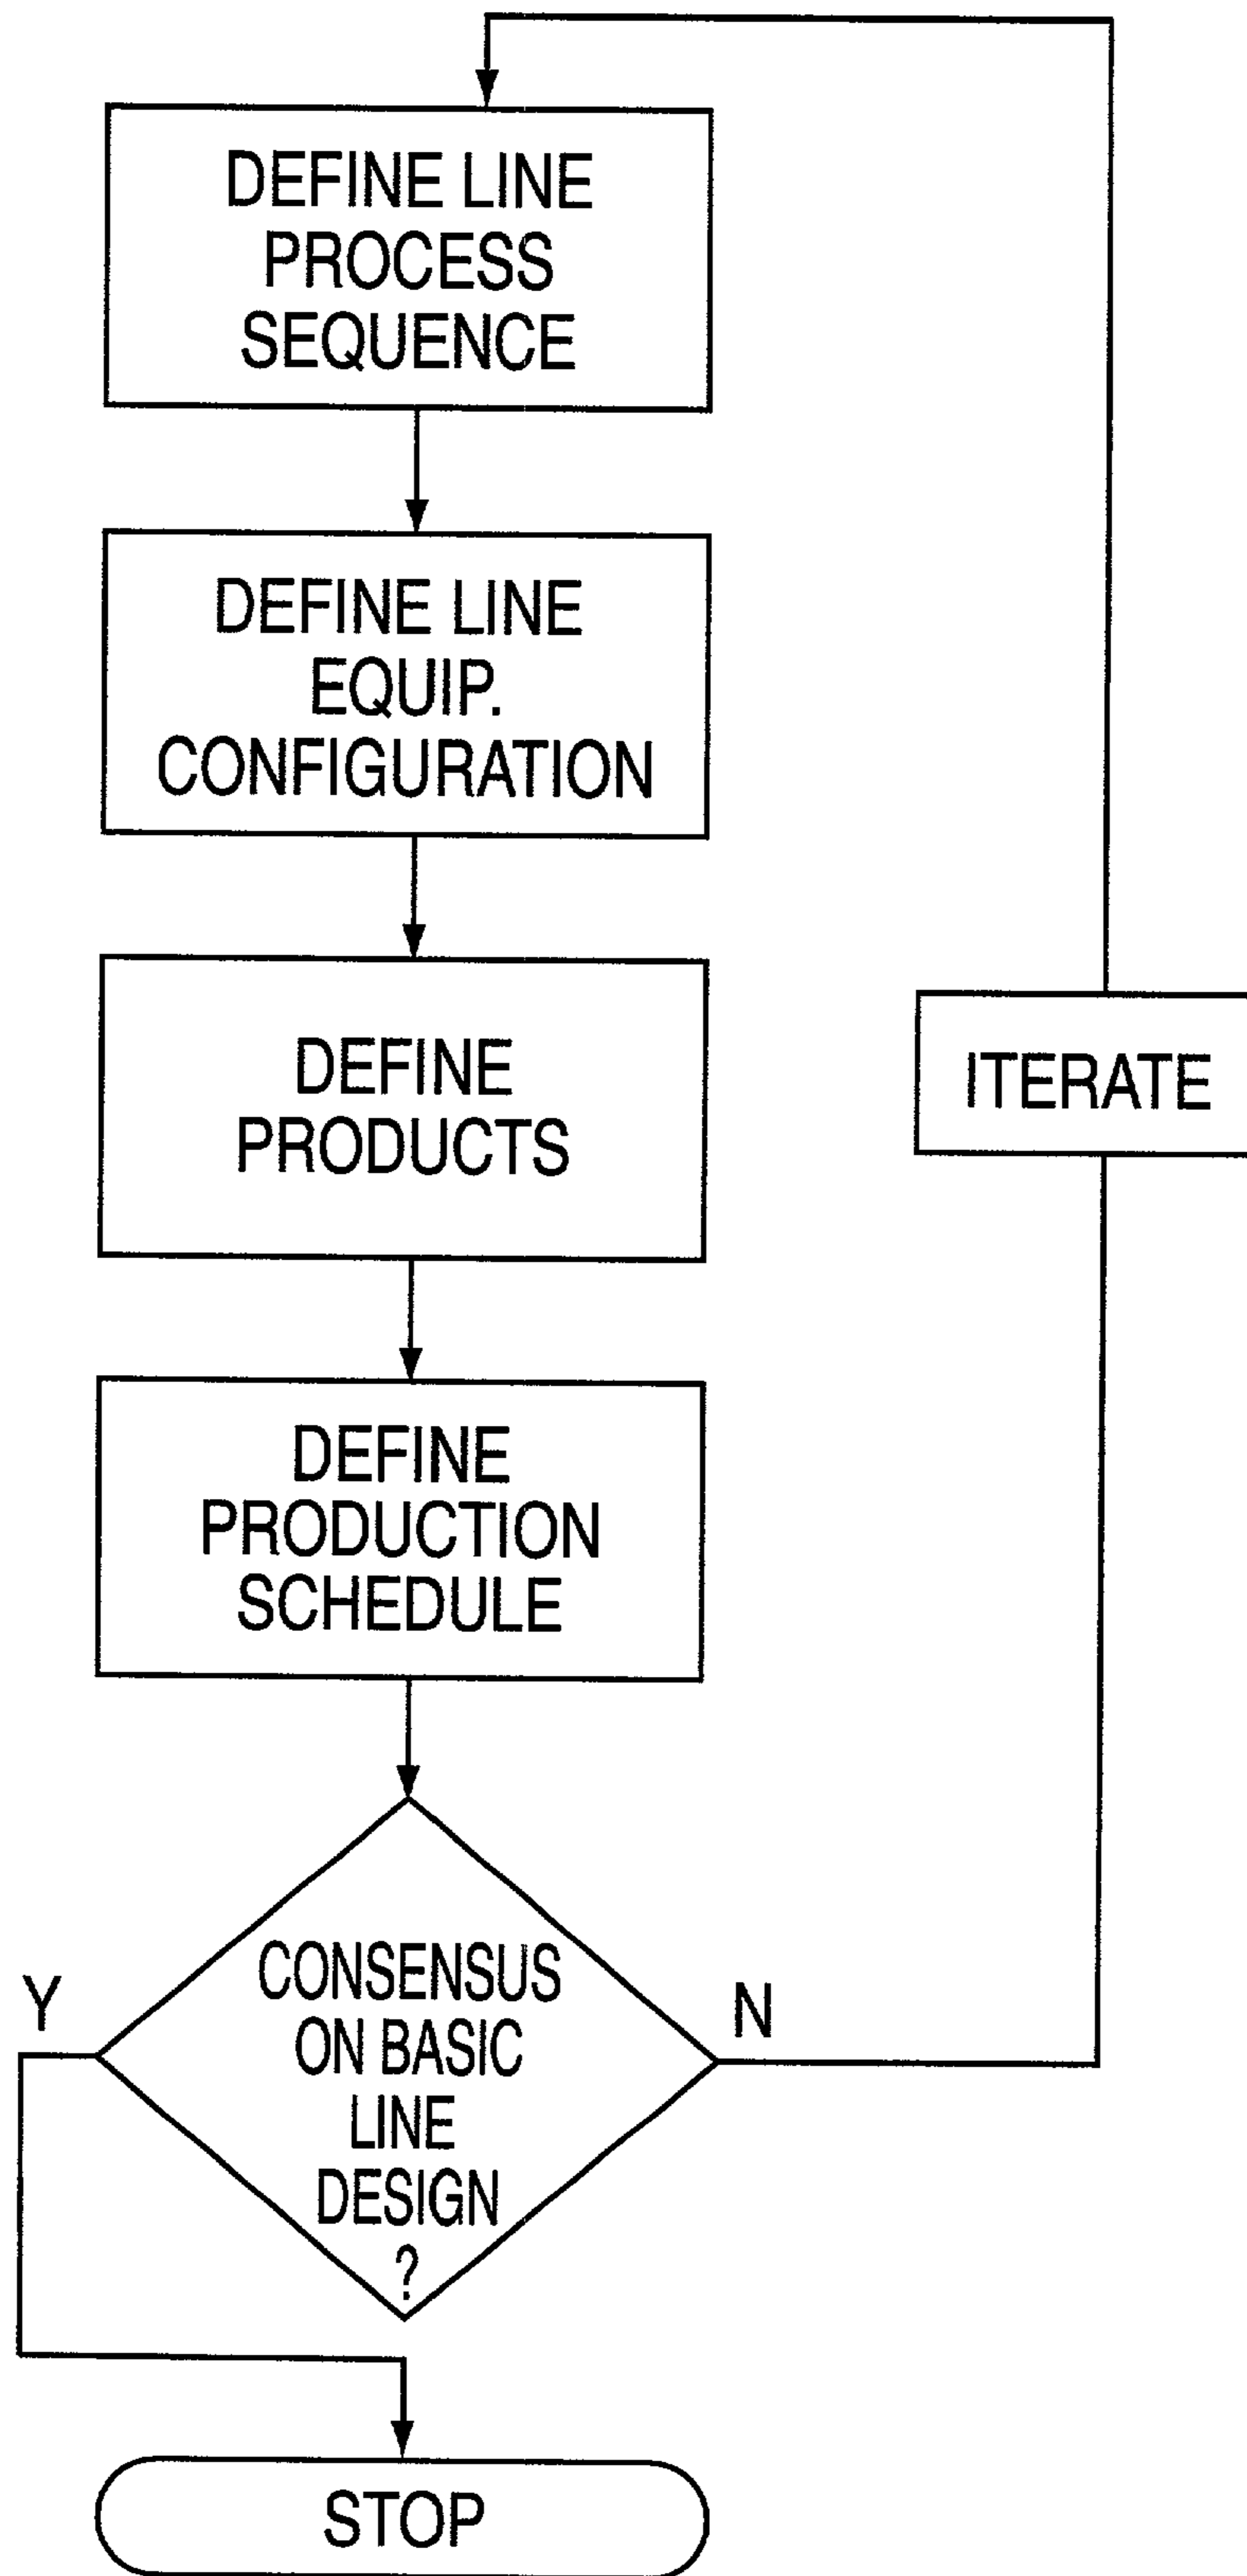 DEFINE LINE
PROCESS
SEQUENCE
DEFINE LINE
EQUIP.
CONFIGURATION
DEFINE
PRODUCTS
ITERATE
DEFINE
PRODUCTION
SCHEDULE
CONSENSUS
ON BASIC
LINE
DESIGN
?
Y
N
STOP